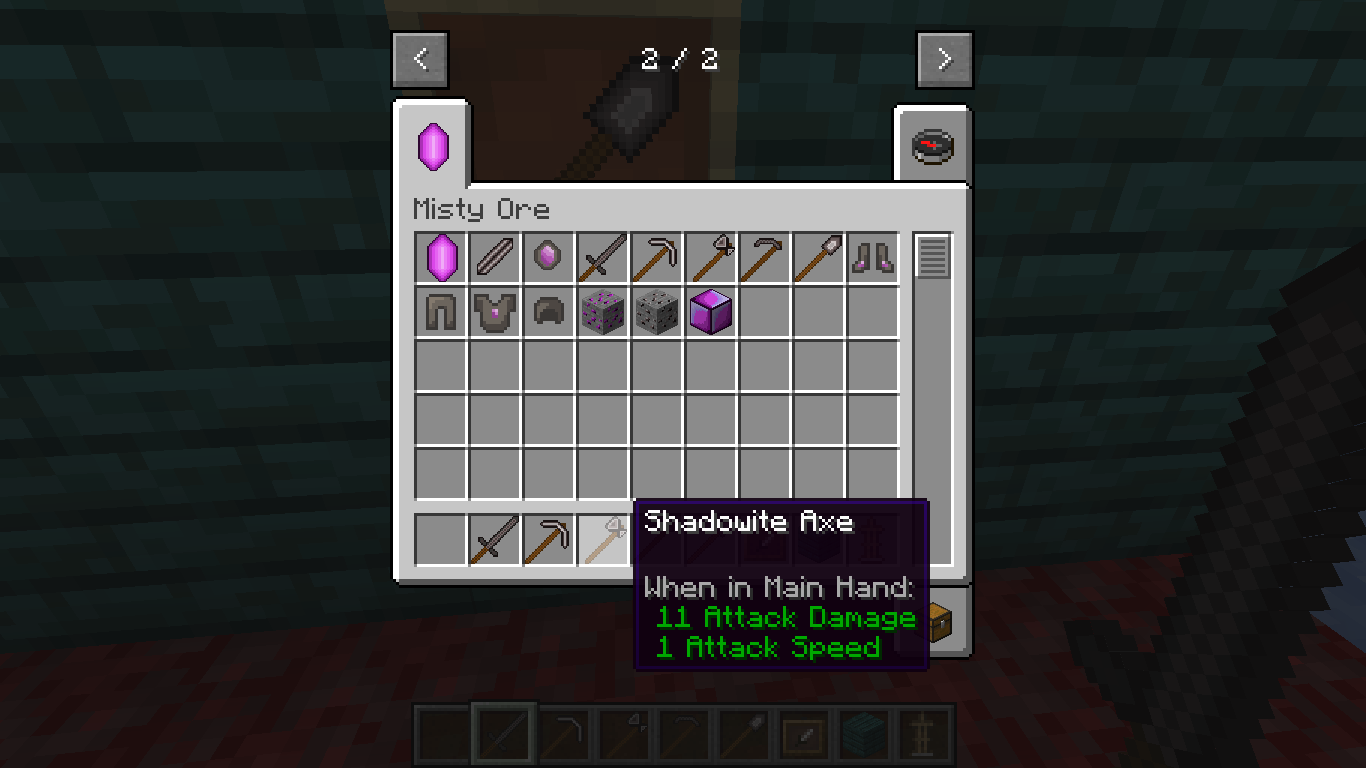 <
2 / 2
>
Misty Ore
Shadowite Axe
When in Main Hand:
11 Attack Damage
1 Attack Speed